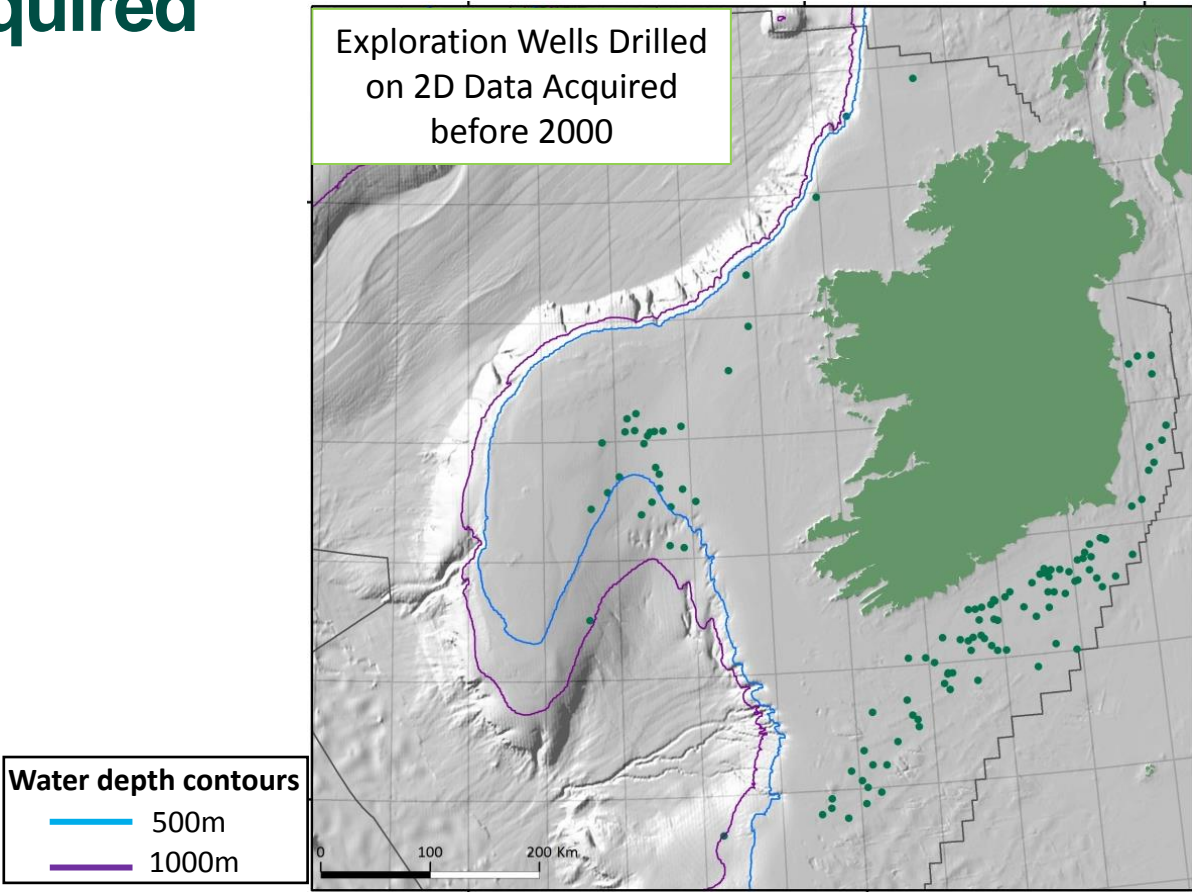 quired
Exploration Wells Drilled
on 2D Data Acquired
before 2000
Water depth contours
500m
1000m
0 100 200 Km